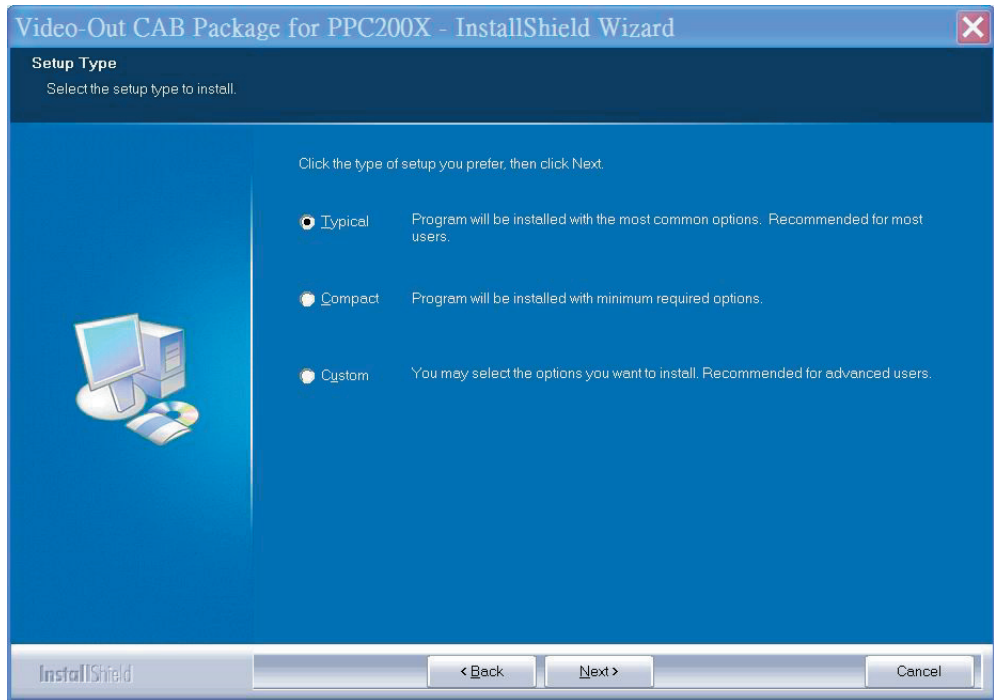 Video-Out CAB Package for PPC200X - InstallShield Wizard
Setup Type
Select the setup type to install.
Click the type of setup you prefer, then click Next.
Typical
Program will be installed with the most common options. Recommended for most
users.
Compact
Program will be installed with minimum required options.
Custom
You may select the options you want to install. Recommended for advanced users.
InstallShield
< Back
Next >
Cancel